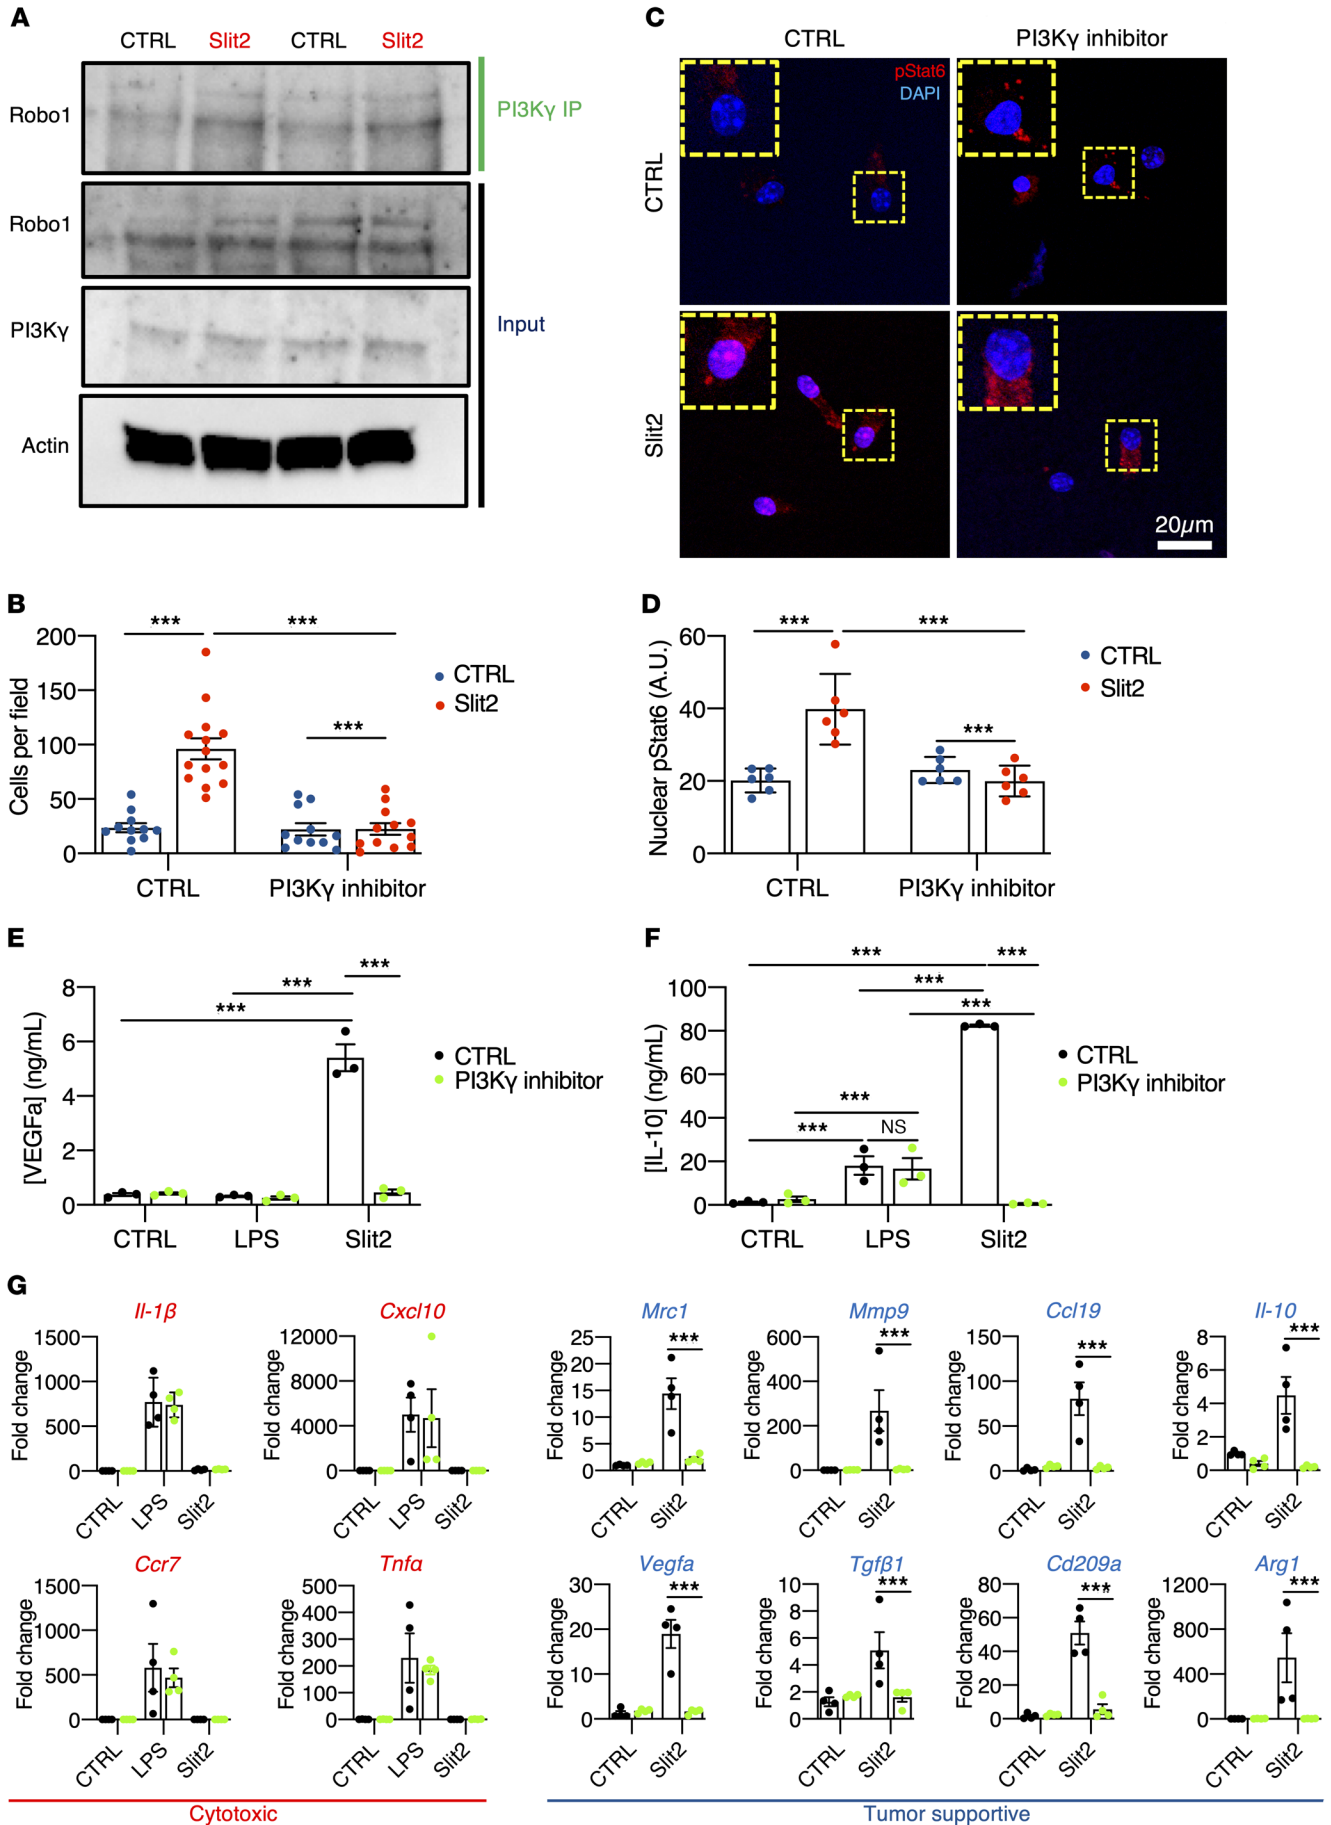 A
CTRL Slit2 CTRL Slit2
Robo1
PI3Kγ IP
Robo1
PI3Kγ
Input
Actin
C
CTRL PI3Kγ inhibitor
pStat6
DAPI
CTRL
Slit2
20μm
B
Cells per field
200
150
100
50
0
*** ***
***
CTRL
Slit2
CTRL PI3Kγ inhibitor
D
Nuclear pStat6 (A.U.)
60
40
20
0
*** ***
***
CTRL
Slit2
CTRL PI3Kγ inhibitor
E
[VEGFa] (ng/mL)
8
6
4
2
0
***
***
***
CTRL
PI3Kγ inhibitor
CTRL LPS Slit2
F
[IL-10] (ng/mL)
100
80
60
40
20
0
*** ***
***
***
***
*** NS
CTRL
PI3Kγ inhibitor
CTRL LPS Slit2
G
Il-1β
Fold change
1500
1000
500
0
CTRL LPS Slit2
Cxcl10
Fold change
12000
8000
4000
0
CTRL LPS Slit2
Mrc1
Fold change
25
20
15
10
5
0
***
CTRL Slit2
Mmp9
Fold change
600
400
200
0
***
CTRL Slit2
Ccl19
Fold change
150
100
50
0
***
CTRL Slit2
Il-10
Fold change
8
6
4
2
0
***
CTRL Slit2
Ccr7
Fold change
1500
1000
500
0
CTRL LPS Slit2
Tnfα
Fold change
500
400
300
200
100
0
CTRL LPS Slit2
Vegfa
Fold change
30
20
10
0
***
CTRL Slit2
Tgfβ1
Fold change
10
8
6
4
2
0
***
CTRL Slit2
Cd209a
Fold change
80
60
40
20
0
***
CTRL Slit2
Arg1
Fold change
1200
800
400
0
***
CTRL Slit2
Cytotoxic
Tumor supportive